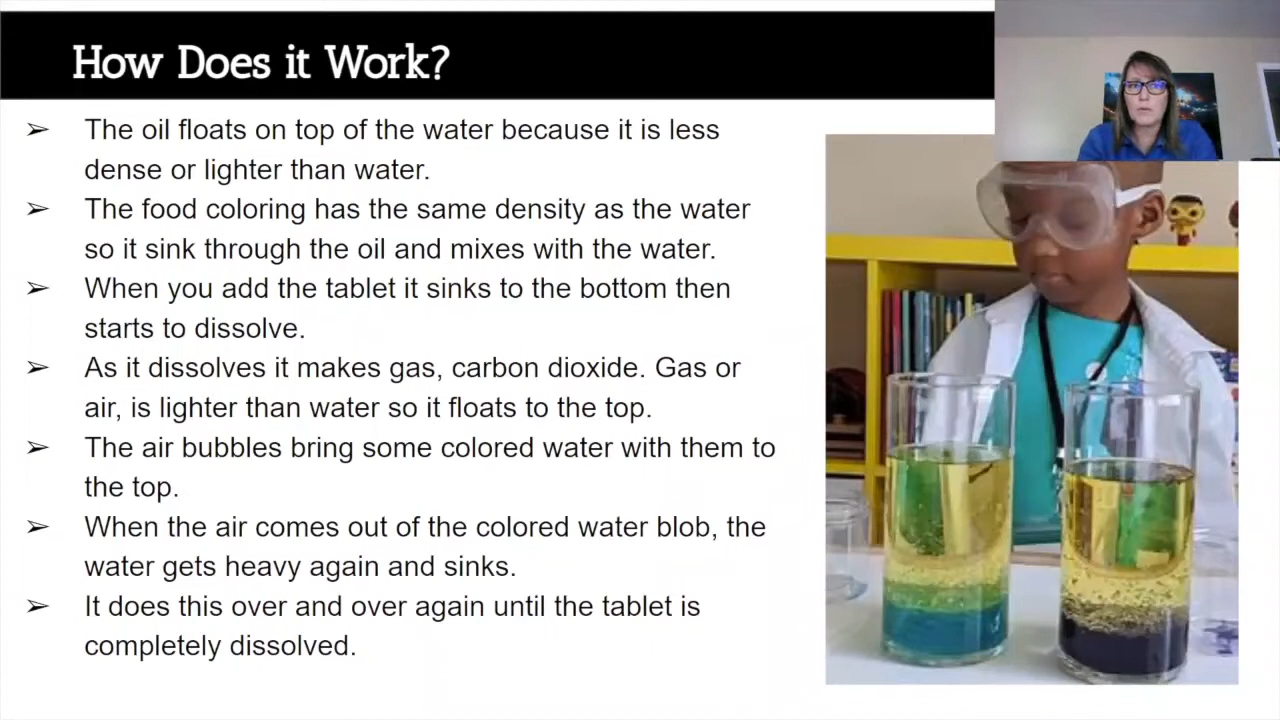 How Does it Work?
➢ The oil floats on top of the water because it is less
dense or lighter than water.
➢ The food coloring has the same density as the water
so it sink through the oil and mixes with the water.
➢ When you add the tablet it sinks to the bottom then
starts to dissolve.
➢ As it dissolves it makes gas, carbon dioxide. Gas or
air, is lighter than water so it floats to the top.
➢ The air bubbles bring some colored water with them to
the top.
➢ When the air comes out of the colored water blob, the
water gets heavy again and sinks.
➢ It does this over and over again until the tablet is
completely dissolved.